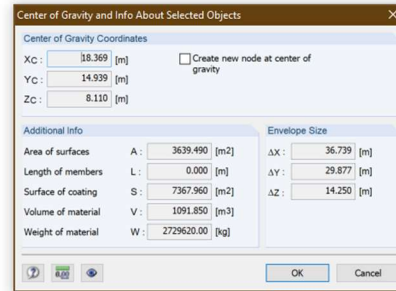 Center of Gravity and Info About Selected Objects
Center of Gravity Coordinates
XC : 18.369 [m]
Create new node at center of
gravity
YC : 14.939 [m]
ZC : 8.110 [m]
Additional Info
Area of surfaces A : 3639.490 [m2]
Length of members L : 0.000 [m]
Surface of coating S : 7367.960 [m2]
Volume of material V : 1091.850 [m3]
Weight of material W : 2729620.00 [kg]
Envelope Size
ΔX : 36.739 [m]
ΔY : 29.877 [m]
ΔZ : 14.250 [m]
0,00
OK Cancel